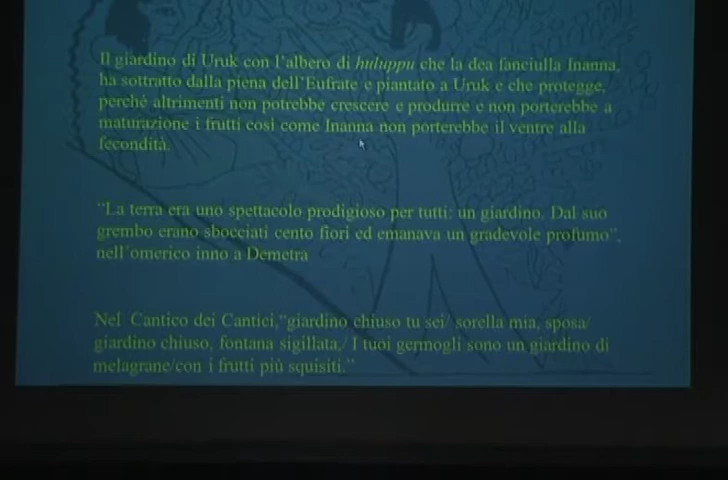 Il giardino di Uruk con l'albero di huluppu che la dea fanciulla Inanna,
ha sottratto dalla piena dell'Eufrate e piantato a Uruk e che protegge,
perchè altrimenti non potrebbe crescere e produrre e non porterebbe a
maturazione i frutti così come Inanna non porterebbe il ventre alla
fecondità.
"La terra era uno spettacolo prodigioso per tutti: un giardino. Dal suo
grembo erano sbocciati cento fiori ed emanava un gradevole profumo",
nell'omerico inno a Demetra
Nel Cantico dei Cantici,"giardino chiuso tu sei/ sorella mia, sposa/
giardino chiuso, fontana sigillata./ I tuoi germogli sono un giardino di
melagrane/con i frutti più squisiti."